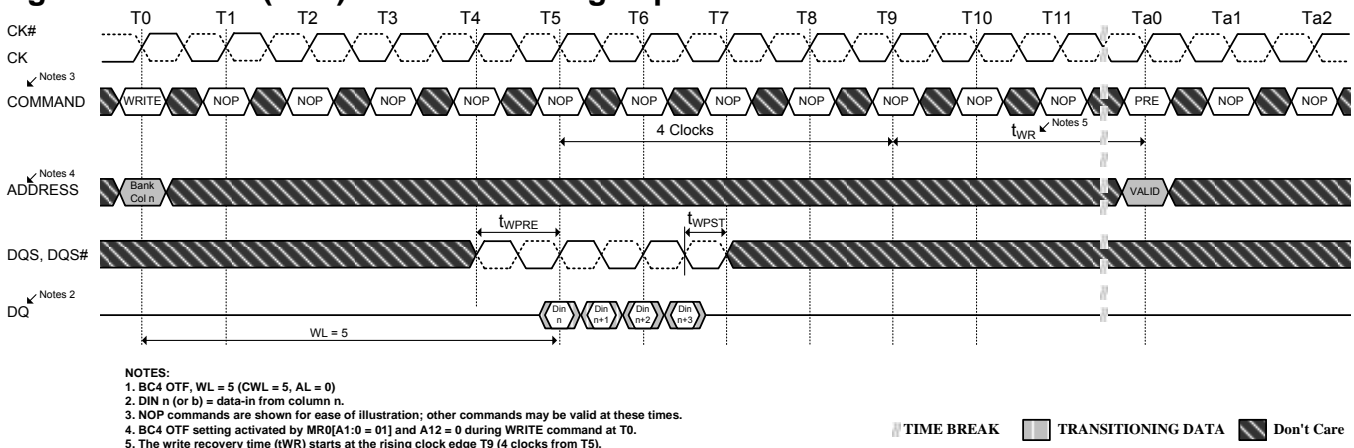 T0 T1 T2 T3 T4 T5 T6 T7 T8 T9 T10 T11 Ta0 Ta1 Ta2
CK#
CK
Notes 3
COMMAND WRITE NOP NOP NOP NOP NOP NOP NOP NOP NOP NOP NOP PRE NOP NOP
4 Clocks tWR Notes 5
Notes 4
ADDRESS Bank Col n VALID
tWPRE tWPST
DQS, DQS#
Notes 2
DQ Din n Din n+1 Din n+2 Din n+3
WL = 5
NOTES:
1. BC4 OTF, WL = 5 (CWL = 5, AL = 0)
2. DIN n (or b) = data-in from column n.
3. NOP commands are shown for ease of illustration; other commands may be valid at these times.
4. BC4 OTF setting activated by MR0[A1:0 = 01] and A12 = 0 during WRITE command at T0.
5. The write recovery time (tWR) starts at the rising clock edge T9 (4 clocks from T5).
TIME BREAK TRANSITIONING DATA Don't Care